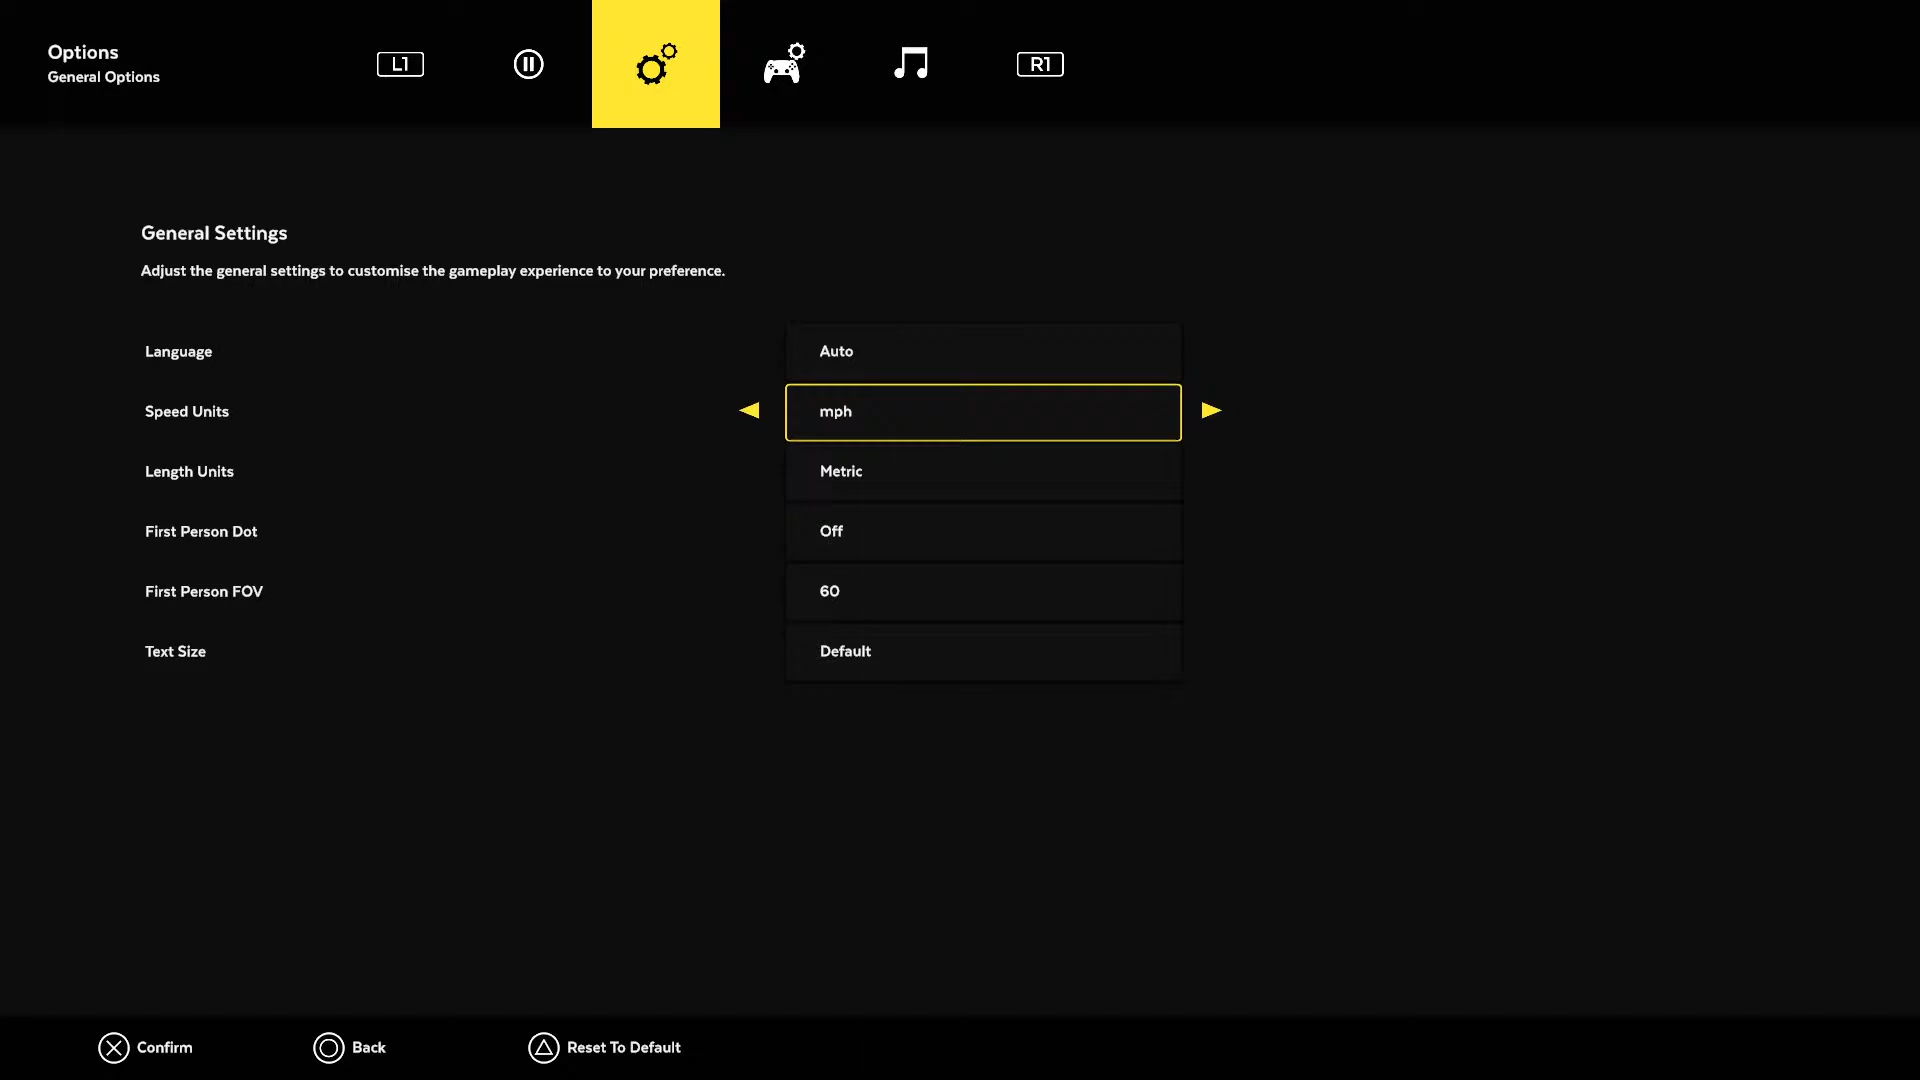 Options
General Options
L1
R1
General Settings
Adjust the general settings to customise the gameplay experience to your preference.
Language
Auto
Speed Units
mph
Length Units
Metric
First Person Dot
Off
First Person FOV
60
Text Size
Default
Confirm
Back
Reset To Default